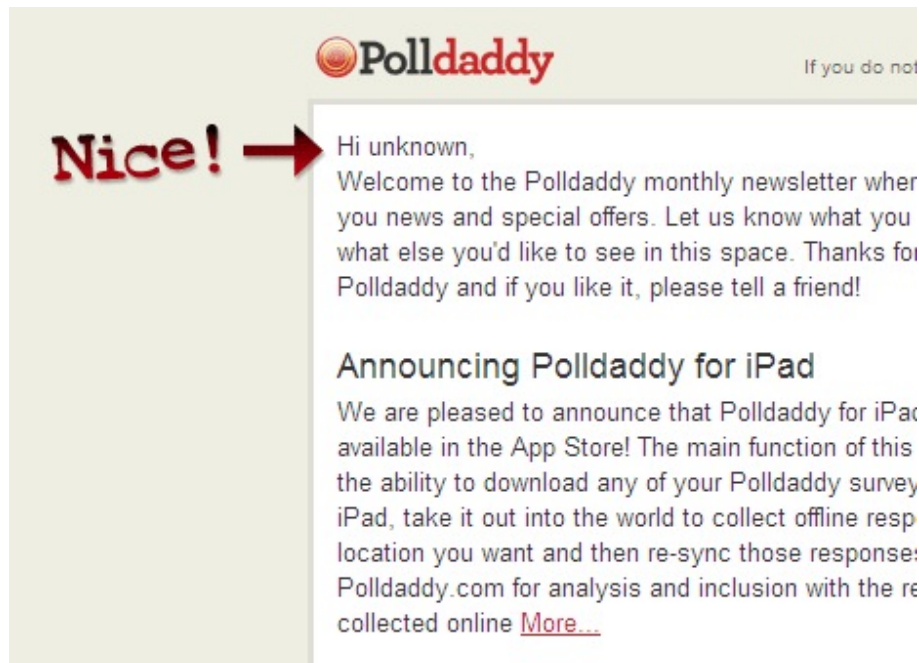 Polldaddy
If you do not
Nice!
Hi unknown,
Welcome to the Polldaddy monthly newsletter wher
you news and special offers. Let us know what you
what else you'd like to see in this space. Thanks for
Polldaddy and if you like it, please tell a friend!
Announcing Polldaddy for iPad
We are pleased to announce that Polldaddy for iPad
available in the App Store! The main function of this
the ability to download any of your Polldaddy survey
iPad, take it out into the world to collect offline resp
location you want and then re-sync those responses
Polldaddy.com for analysis and inclusion with the re
collected online More...